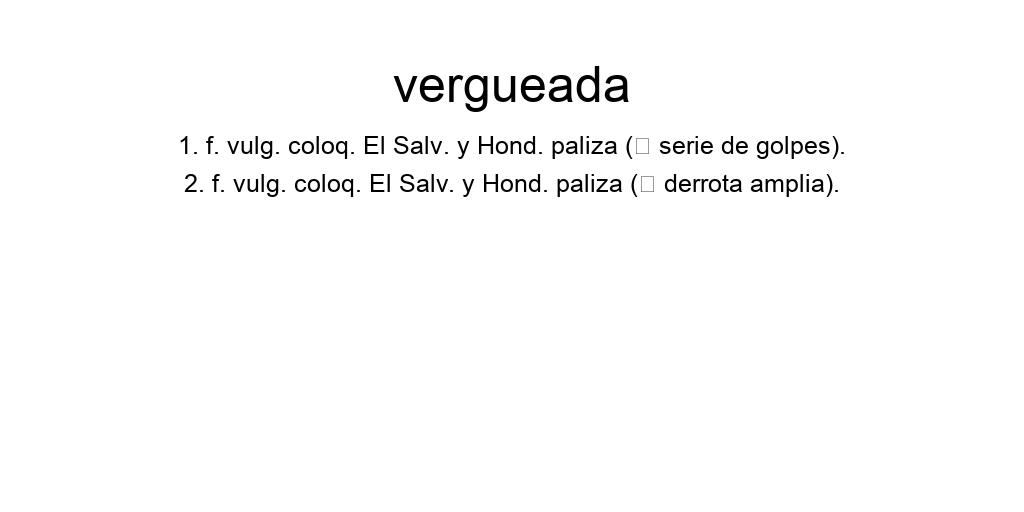 vergueada
1. f. vulg. coloq. El Salv. y Hond. paliza (▯ serie de golpes).
2. f. vulg. coloq. El Salv. y Hond. paliza (▯ derrota amplia).